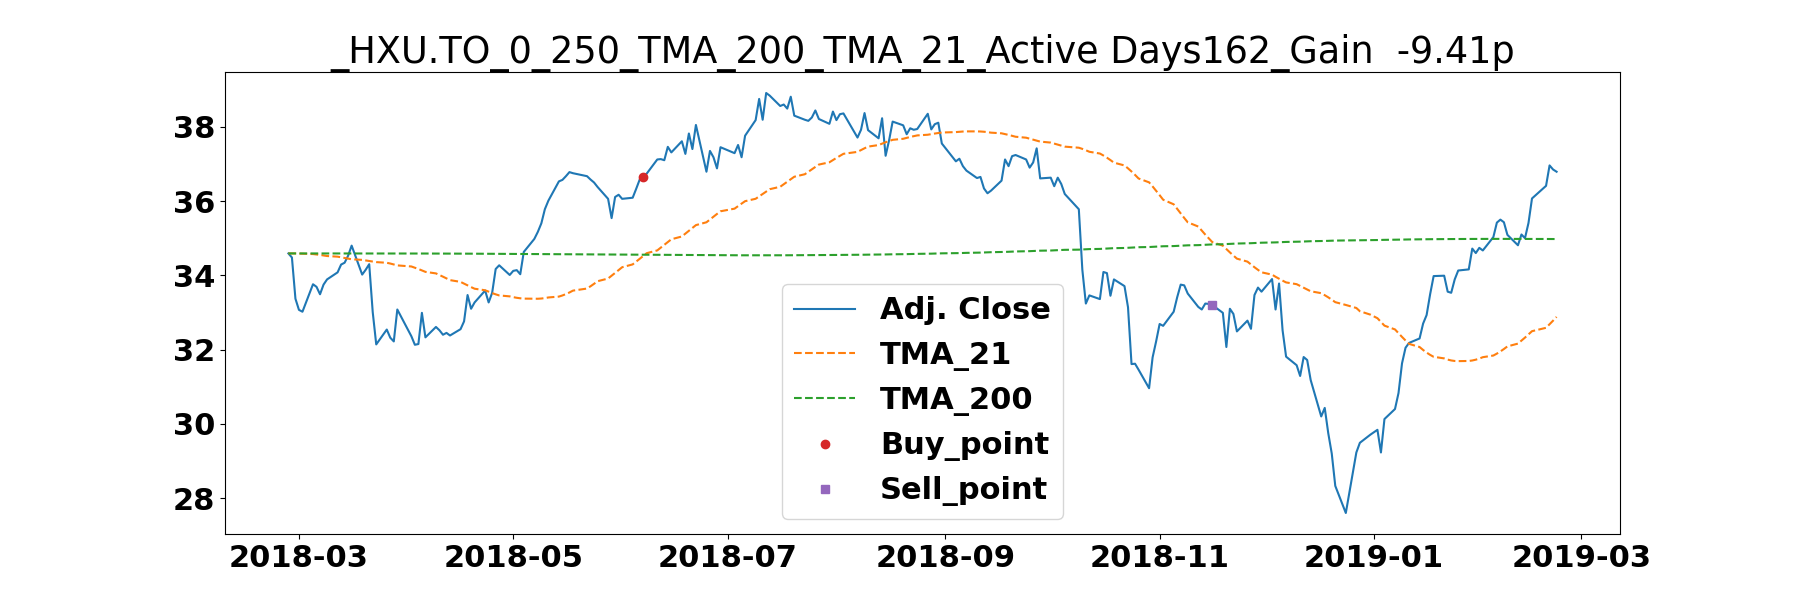 _HXU.TO_0_250_TMA_200_TMA_21_Active Days162_Gain  -9.41p
38
36
34
32
30
28
Adj. Close
TMA_21
TMA_200
Buy_point
Sell_point
2018-03 2018-05 2018-07 2018-09 2018-11 2019-01 2019-03